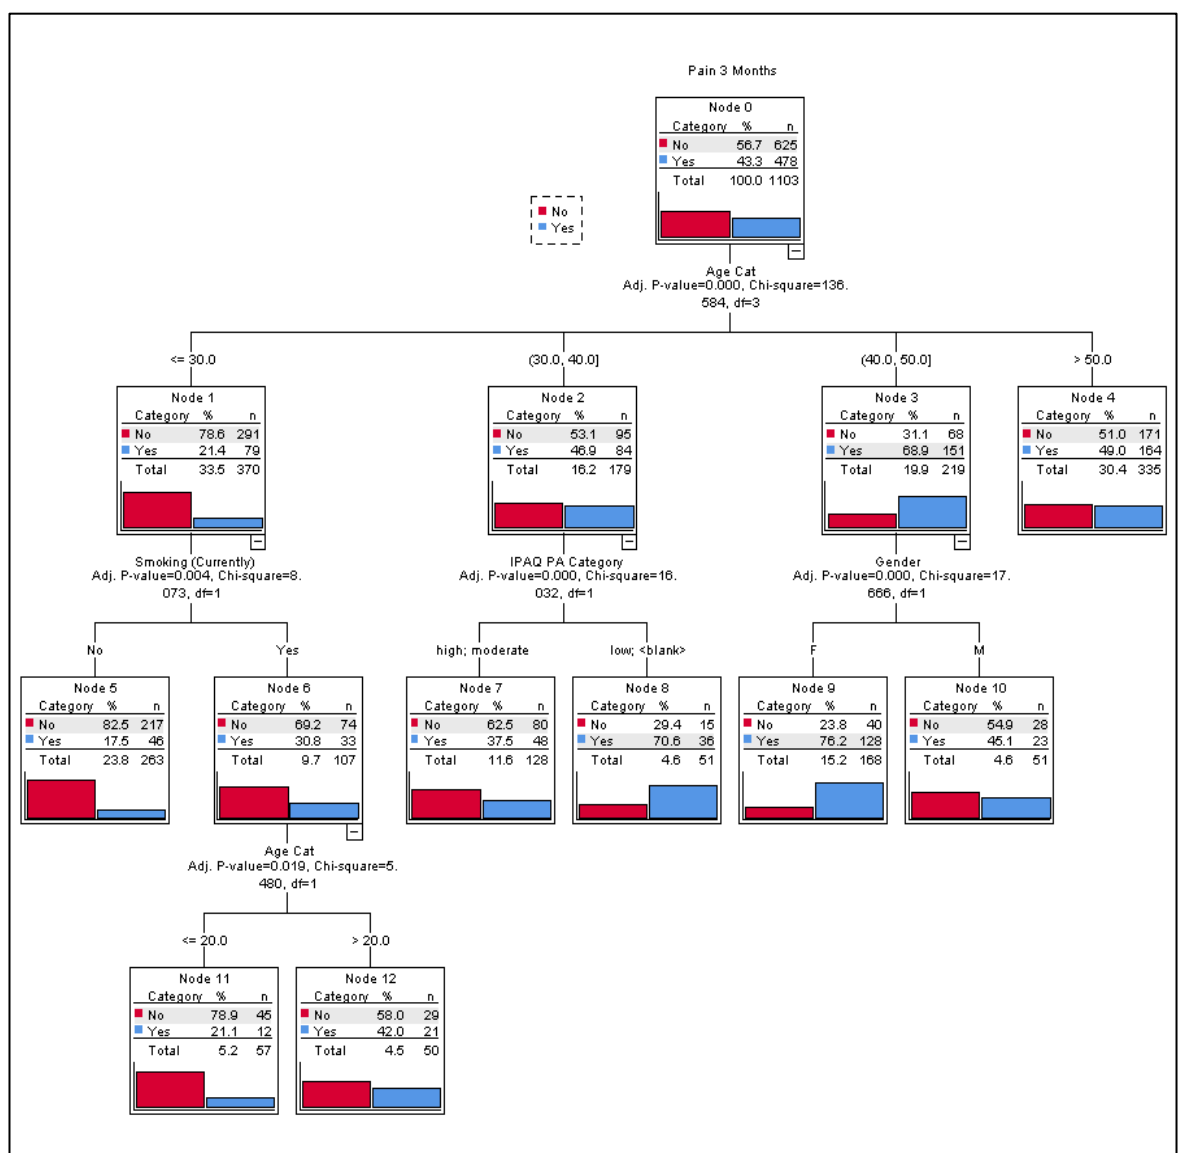 Pain 3 Months
Node 0
Category % n
No 56.7 625
Yes 43.3 478
Total 100.0 1103
No
Yes
Age Cat
Adj. P-value=0.000, Chi-square=136.
584, df=3
<= 30.0
(30.0, 40.0]
(40.0, 50.0]
> 50.0
Node 1
Category % n
No 78.6 291
Yes 21.4 79
Total 33.5 370
Node 2
Category % n
No 53.1 95
Yes 46.9 84
Total 16.2 179
Node 3
Category % n
No 31.1 68
Yes 68.9 151
Total 19.9 219
Node 4
Category % n
No 51.0 171
Yes 49.0 164
Total 30.4 335
Smoking (Currently)
Adj. P-value=0.004, Chi-square=8.
073, df=1
IPAQ PA Category
Adj. P-value=0.000, Chi-square=16.
032, df=1
Gender
Adj. P-value=0.000, Chi-square=17.
666, df=1
No
Yes
high; moderate
low; <blank>
F
M
Node 5
Category % n
No 82.5 217
Yes 17.5 46
Total 23.8 263
Node 6
Category % n
No 69.2 74
Yes 30.8 33
Total 9.7 107
Node 7
Category % n
No 62.5 80
Yes 37.5 48
Total 11.6 128
Node 8
Category % n
No 29.4 15
Yes 70.6 36
Total 4.6 51
Node 9
Category % n
No 23.8 40
Yes 76.2 128
Total 15.2 168
Node 10
Category % n
No 54.9 28
Yes 45.1 23
Total 4.6 51
Age Cat
Adj. P-value=0.019, Chi-square=5.
480, df=1
<= 20.0
> 20.0
Node 11
Category % n
No 78.9 45
Yes 21.1 12
Total 5.2 57
Node 12
Category % n
No 58.0 29
Yes 42.0 21
Total 4.5 50